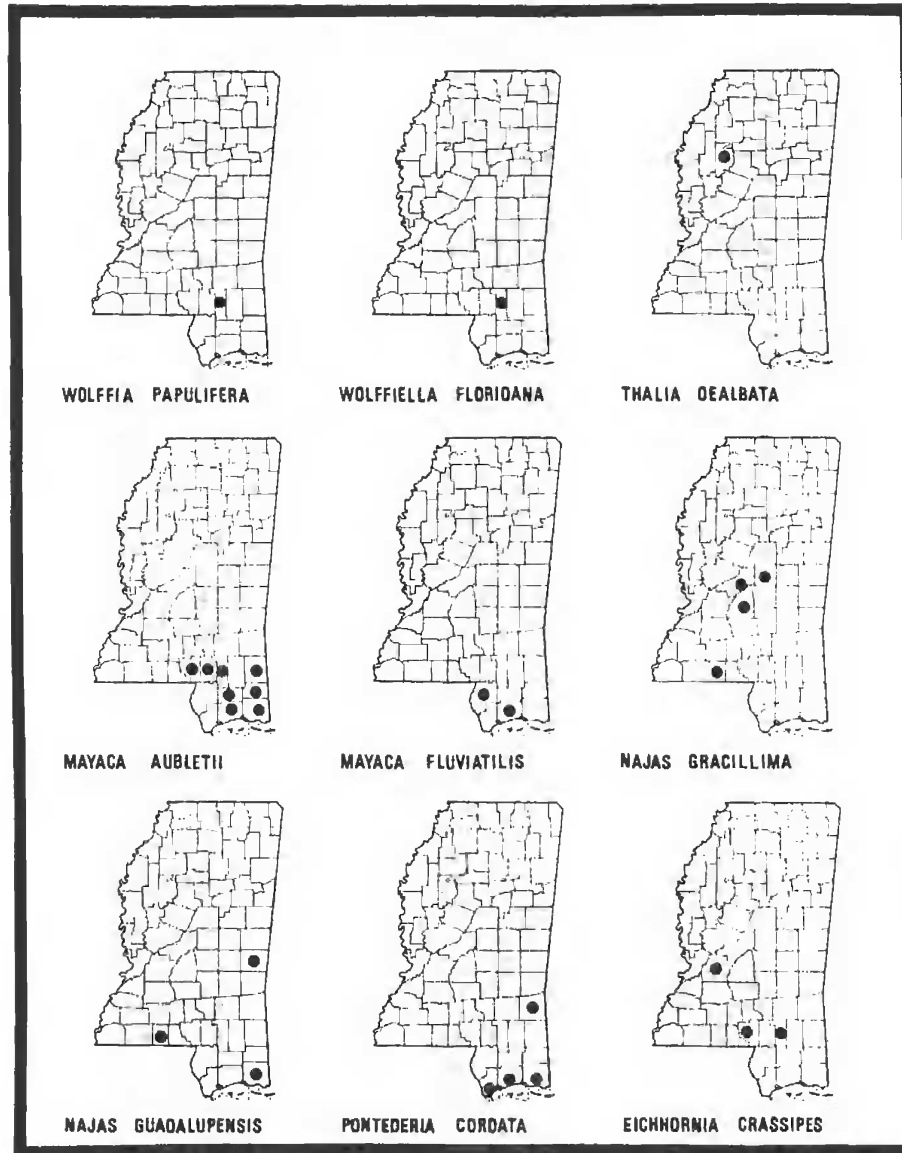 WOLFFIA PAPULIFERA
WOLFFIELLA FLORIDANA
THALIA DEALBATA
MAYACA AUBLETII
MAYACA FLUVIATILIS
NAJAS GRACILLIMA
NAJAS GUADALUPENSIS
PONTEDERIA CORDATA
EICHHORNIA CRASSIPES